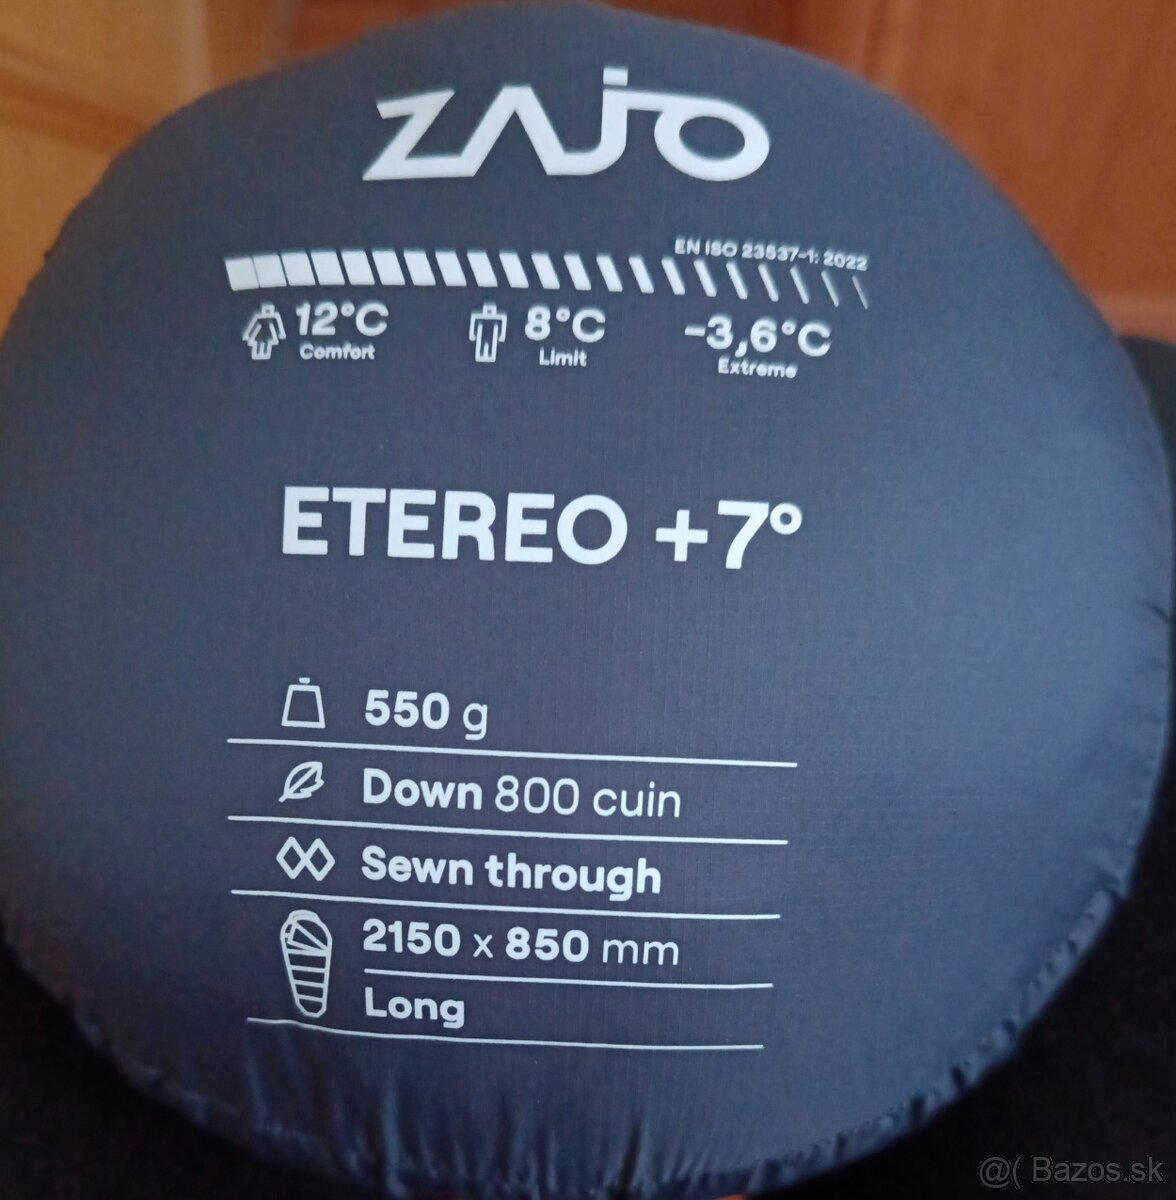 ZAJO
EN ISO 23537-1: 2022
12°C
Comfort
8°C
Limit
-3,6°C
Extreme
ETEREO +7°
550 g
Down 800 cuin
Sewn through
2150 x 850 mm
Long
@( Bazos.sk